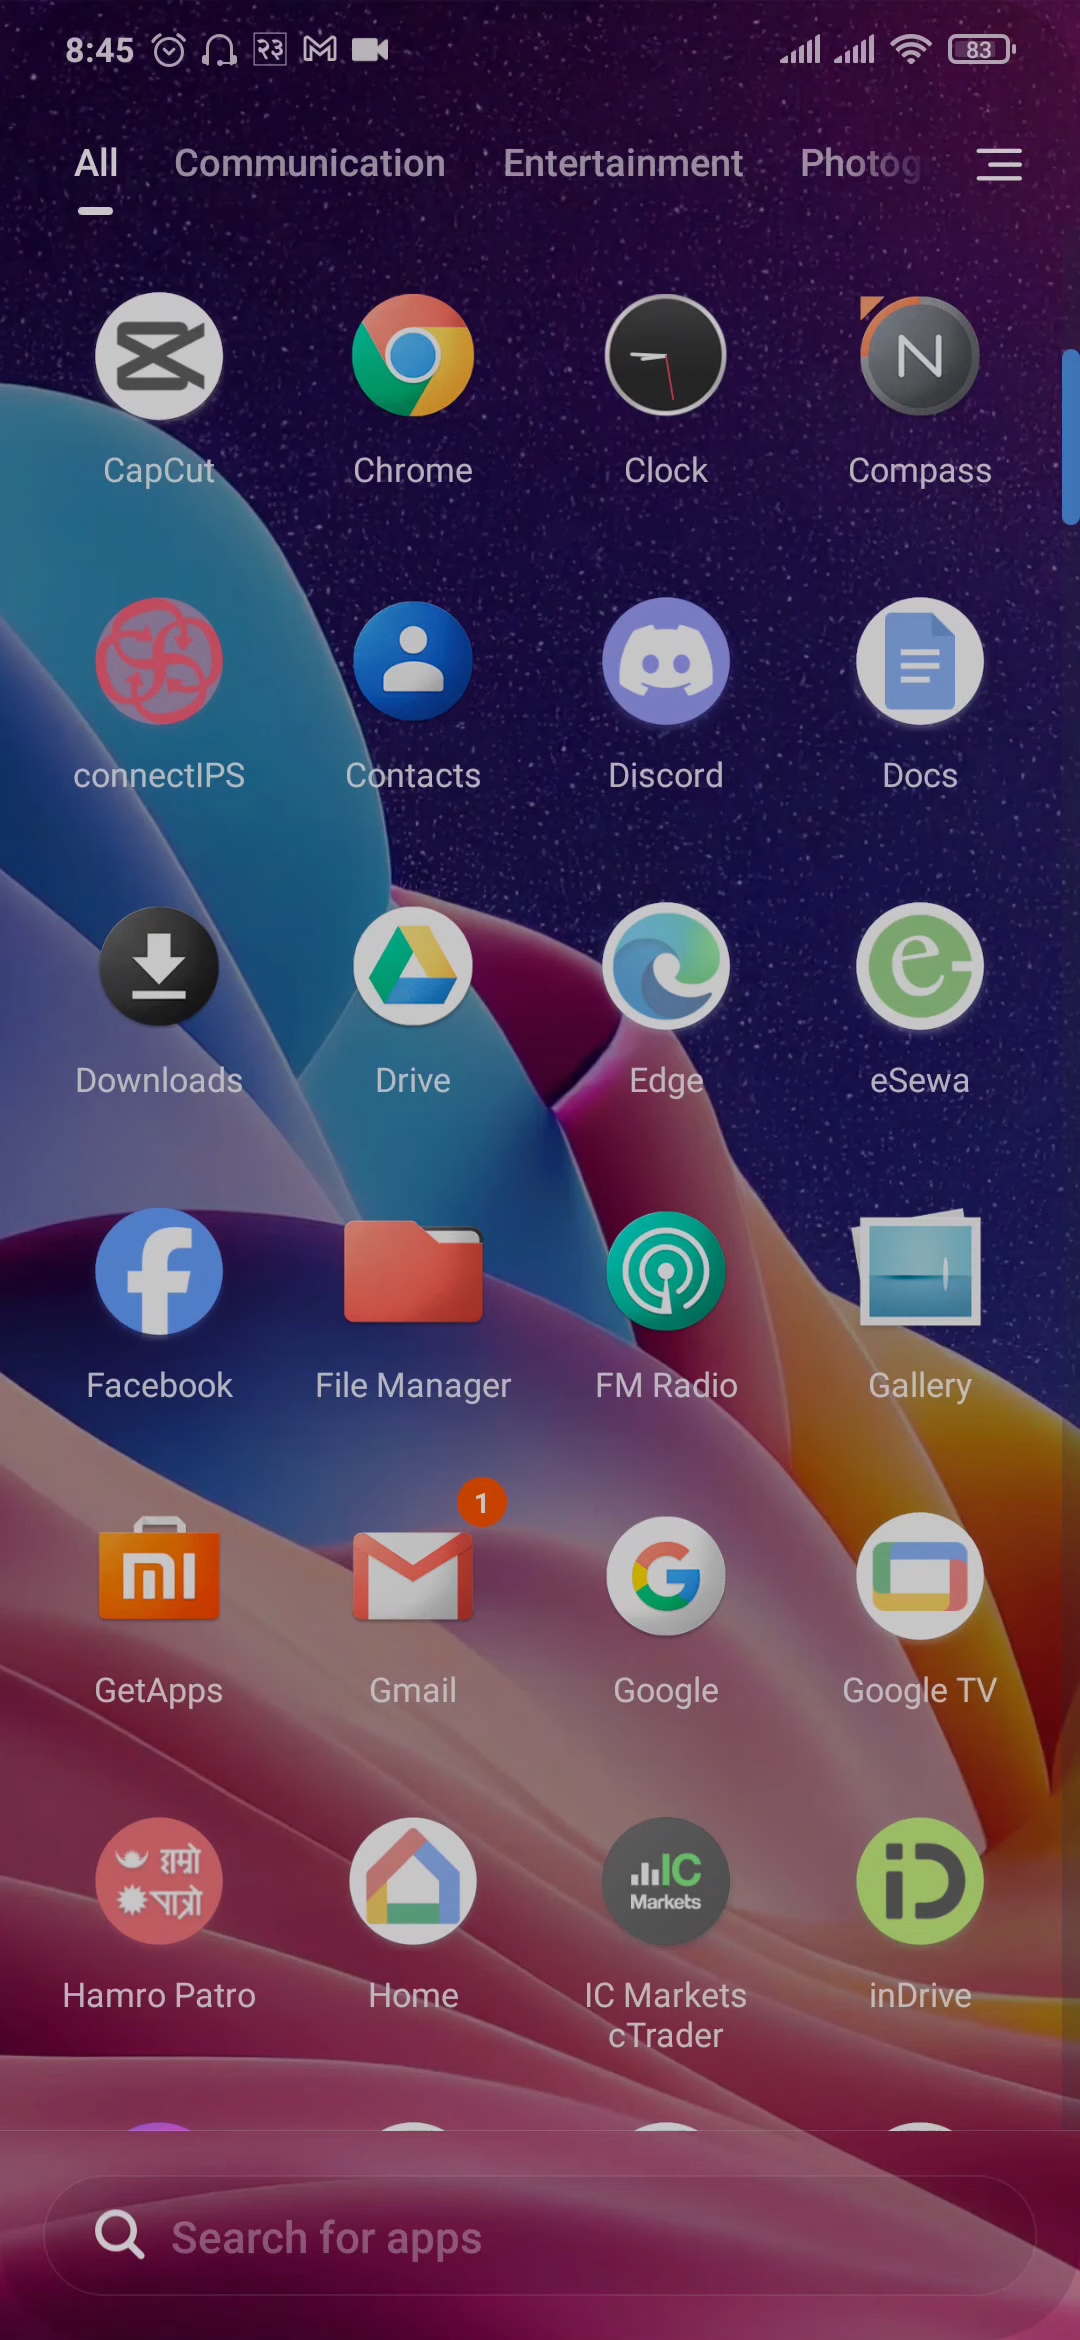 8:45 २३ 83
All Communication Entertainment Photog
N
CapCut Chrome Clock Compass
connectIPS Contacts Discord Docs
Downloads Drive Edge eSewa
Facebook File Manager FM Radio Gallery
1
GetApps Gmail Google Google TV
हाम्रो
पात्रो
IC
Markets
iD
Hamro Patro Home IC Markets cTrader inDrive
Search for apps